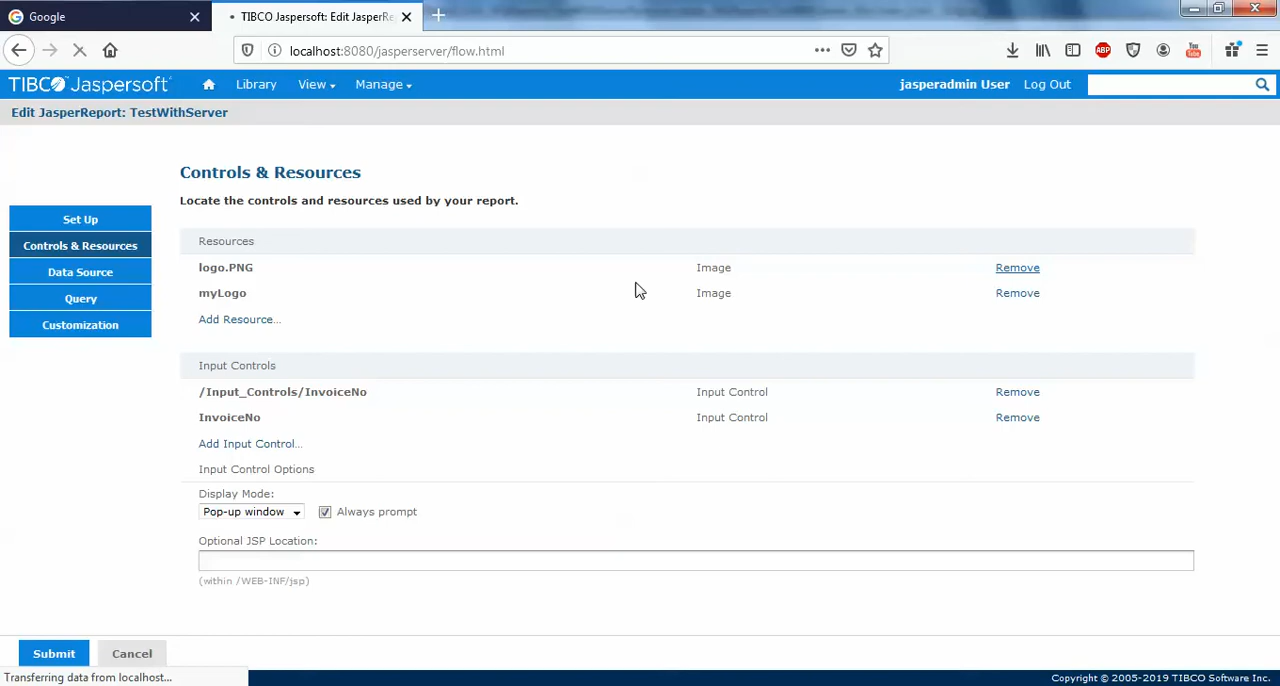 Google
TIBCO Jaspersoft: Edit JasperRe
localhost:8080/jasperserver/flow.html
ABP
TIBCO Jaspersoft
Library
View
Manage
jasperadmin User
Log Out
Edit JasperReport: TestWithServer
Controls & Resources
Locate the controls and resources used by your report.
Set Up
Controls & Resources
Data Source
Query
Customization
Resources
logo.PNG Image Remove
myLogo Image Remove
Add Resource...
Input Controls
/Input_Controls/InvoiceNo Input Control Remove
InvoiceNo Input Control Remove
Add Input Control...
Input Control Options
Display Mode:
Pop-up window Always prompt
Optional JSP Location:
(within /WEB-INF/jsp)
Submit Cancel
Transferring data from localhost...
Copyright © 2005-2019 TIBCO Software Inc.